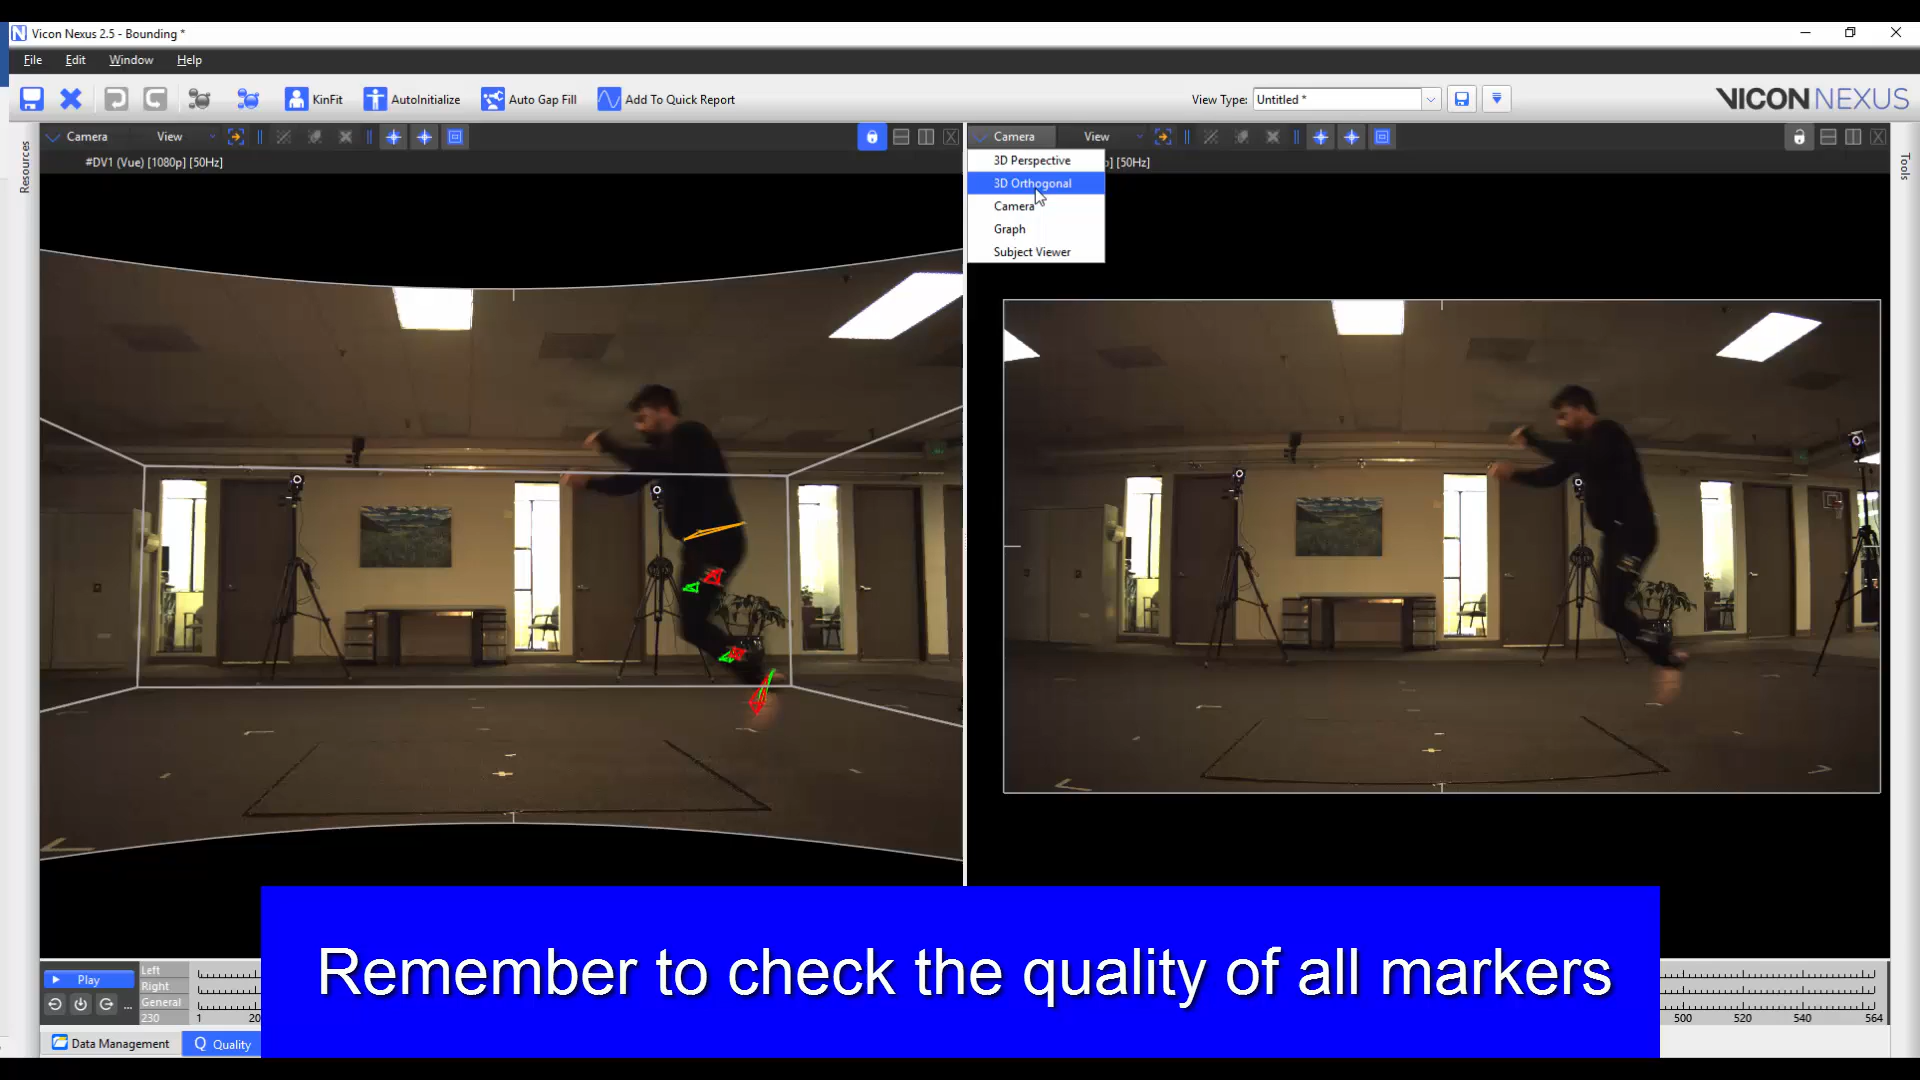 Vicon Nexus 2.5 - Bounding *
File Edit Window Help
KinFit AutoInitialize Auto Gap Fill Add To Quick Report View Type: Untitled * VICON NEXUS
Camera View Camera View
#DV1 (Vue) [1080p] [50Hz] ] [50Hz]
Resources
Tools
3D Perspective
3D Orthogonal
Camera
Graph
Subject Viewer
Remember to check the quality of all markers
Play
Left
Right
General
230 1 20 500 520 540 564
...
Data Management Quality